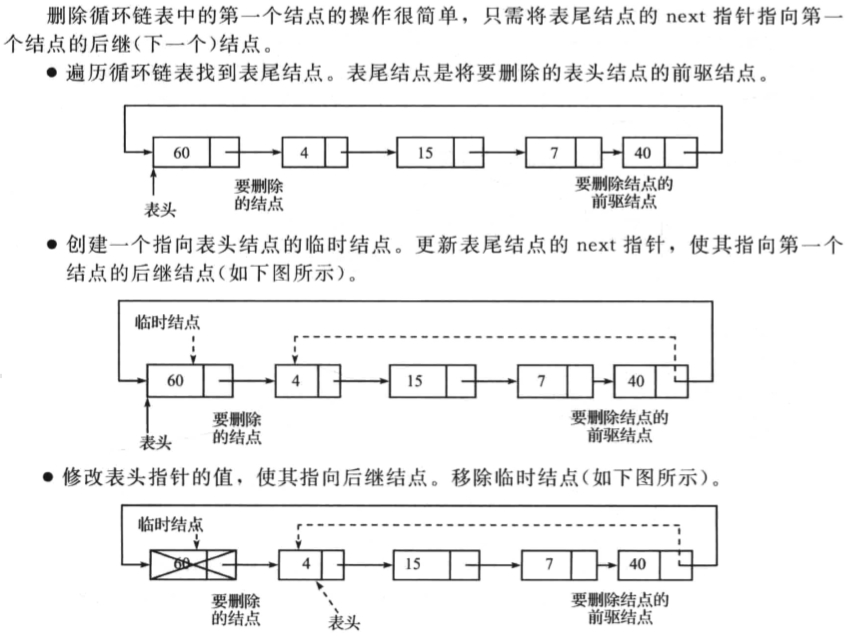 删除循环链表中的第一个结点的操作很简单，只需将表尾结点的 next 指针指向第一
个结点的后继(下一个)结点。
● 遍历循环链表找到表尾结点。表尾结点是将要删除的表头结点的前驱结点。
60 4 15 7 40
要删除 要删除结点的
的结点 前驱结点
表头
● 创建一个指向表头结点的临时结点。更新表尾结点的 next 指针，使其指向第一个
结点的后继结点(如下图所示)。
临时结点
60 4 15 7 40
要删除 要删除结点的
的结点 前驱结点
表头
● 修改表头指针的值，使其指向后继结点。移除临时结点(如下图所示)。
临时结点
60 4 15 7 40
要删除 要删除结点的
的结点 前驱结点
表头